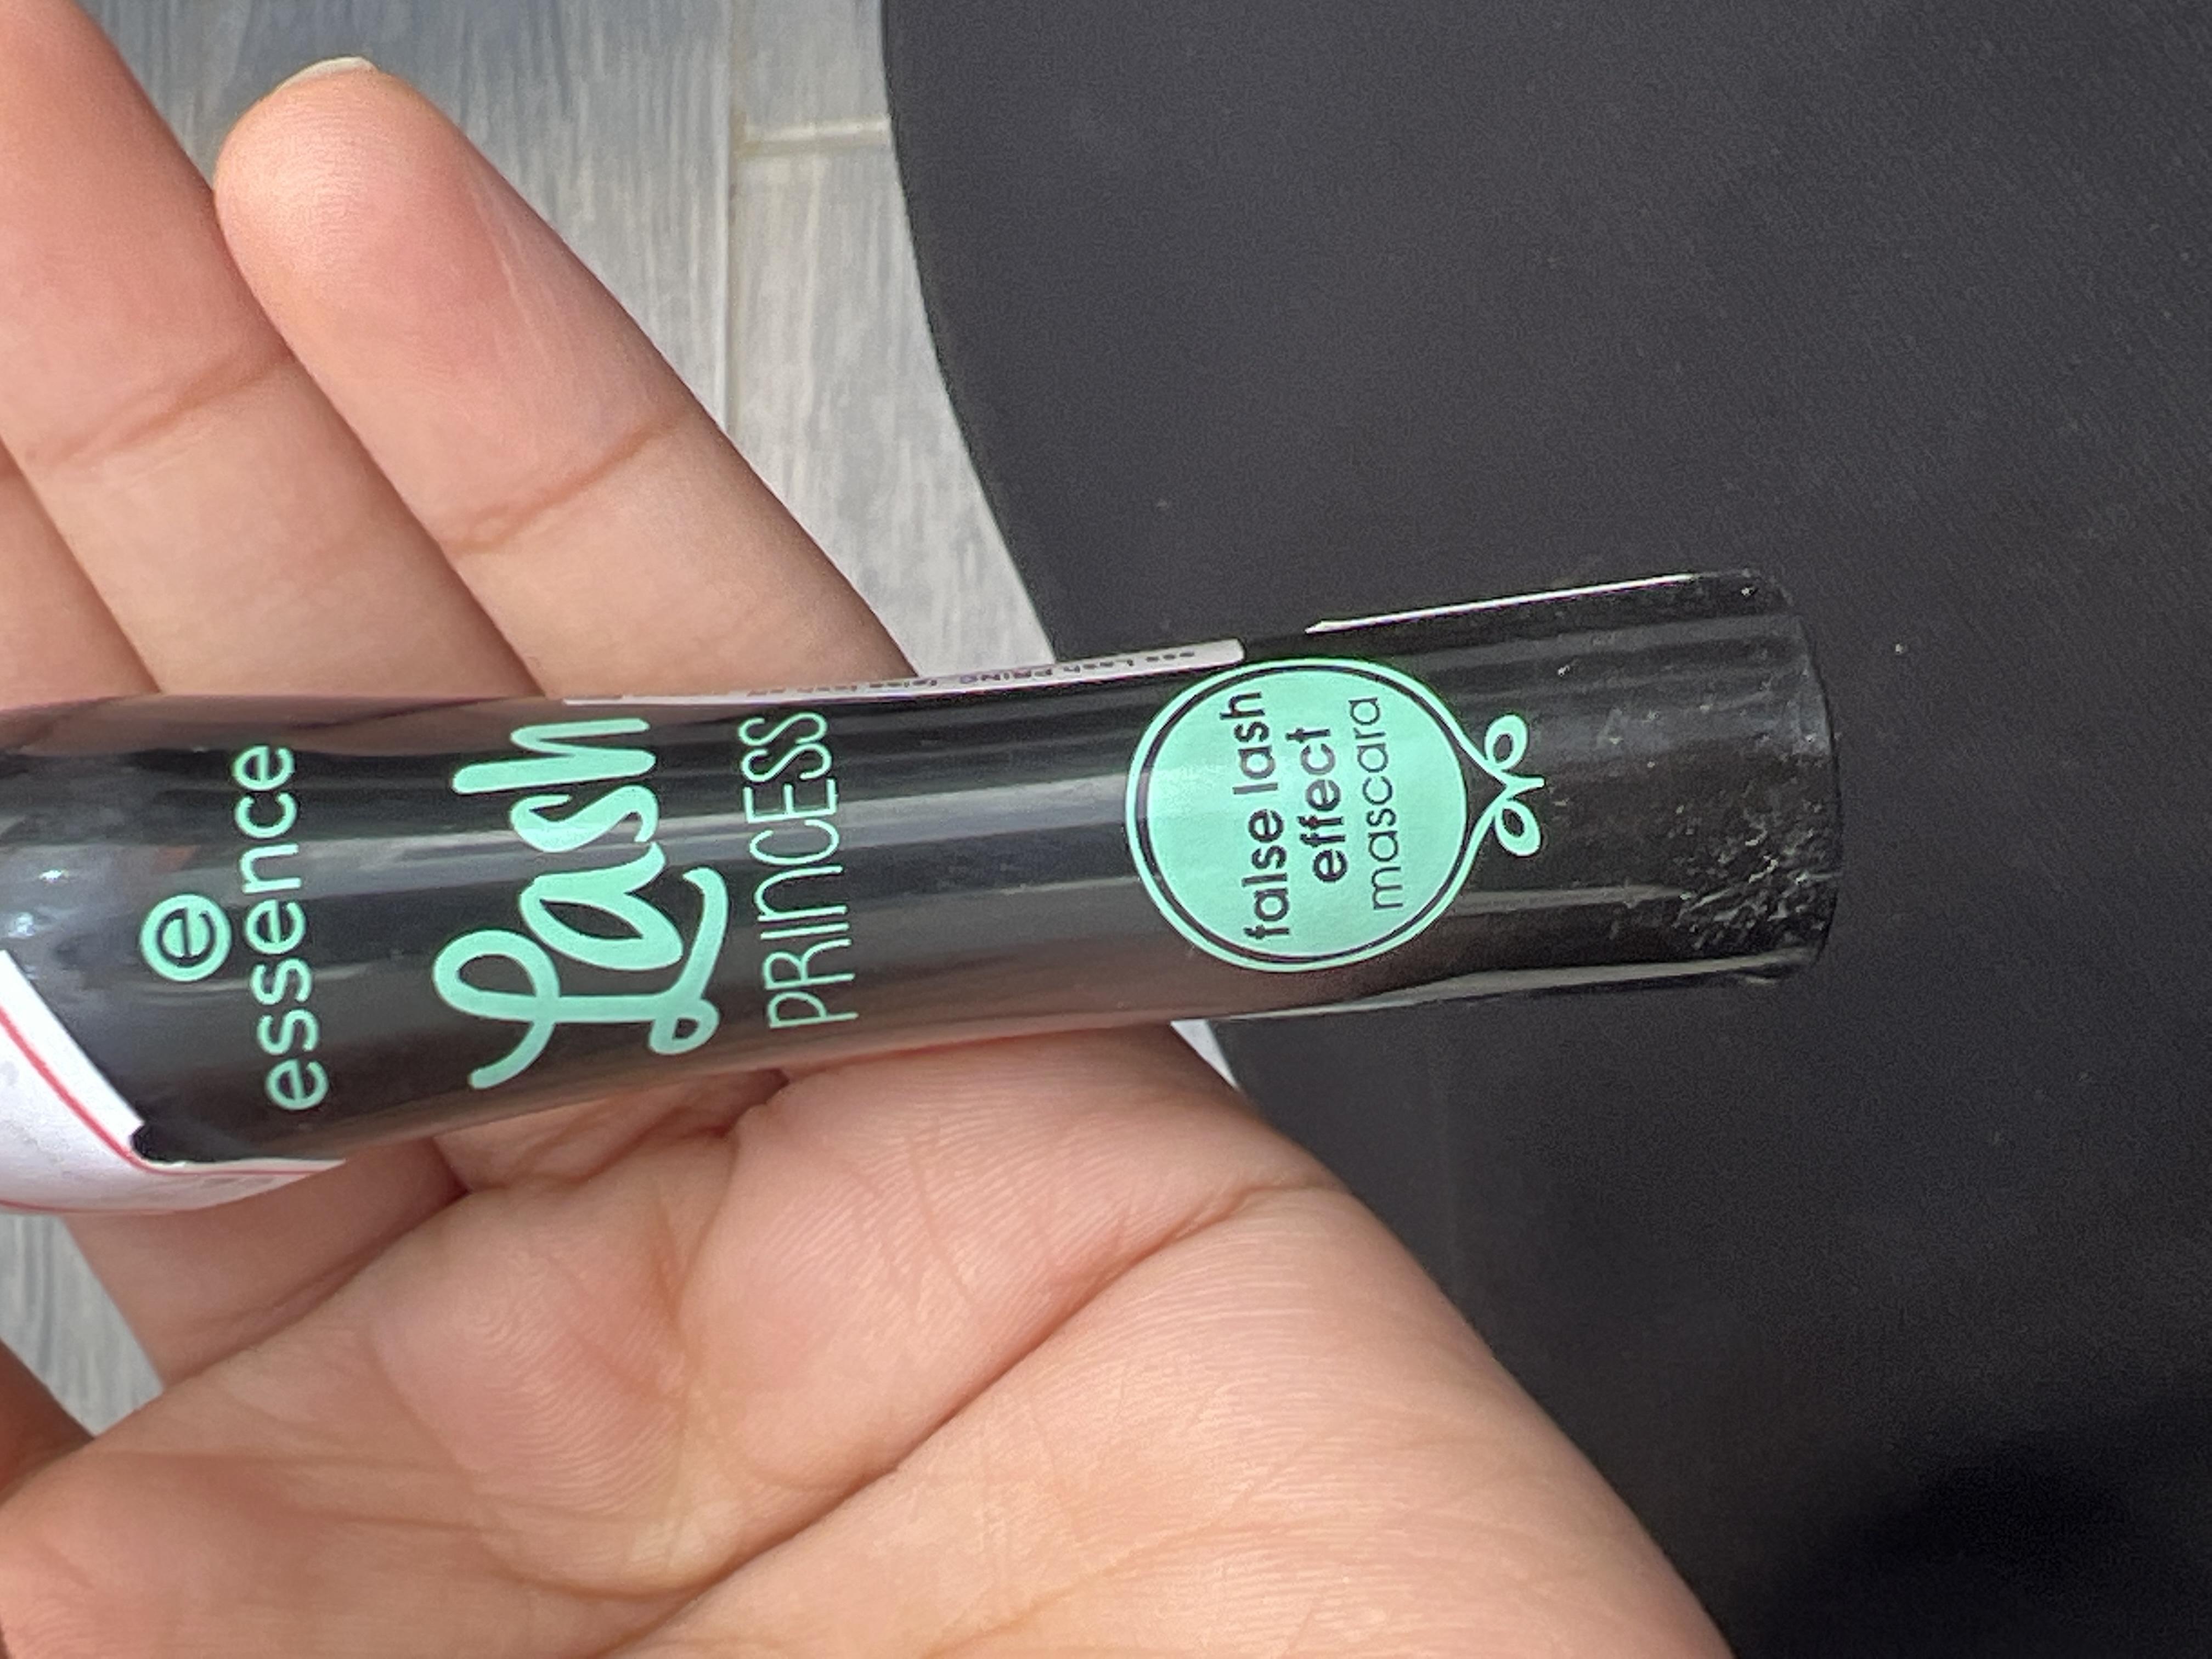 e
essence
Lash
PRINCESS
false lash
effect
mascara